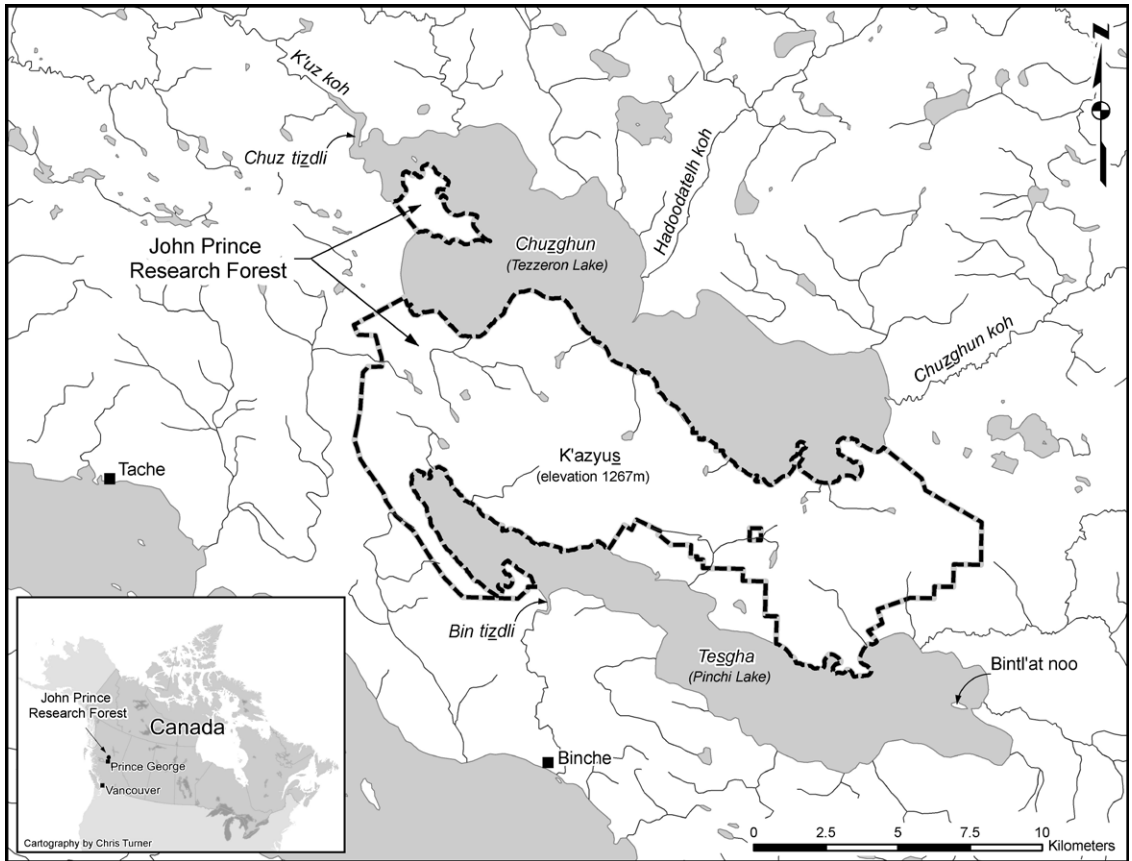 K'uz koh
Chuz tizdli
John Prince
Research Forest
Chuzghun
(Tezzeron Lake)
Hadoodatelh koh
Chuzghun koh
Z
Tache
K'azyus
(elevation 1267m)
Bin tizdli
Tesgha
(Pinchi Lake)
Bintl'at noo
Binche
John Prince
Research Forest
Canada
Prince George
Vancouver
Cartography by Chris Turner
0 2.5 5 7.5 10
Kilometers